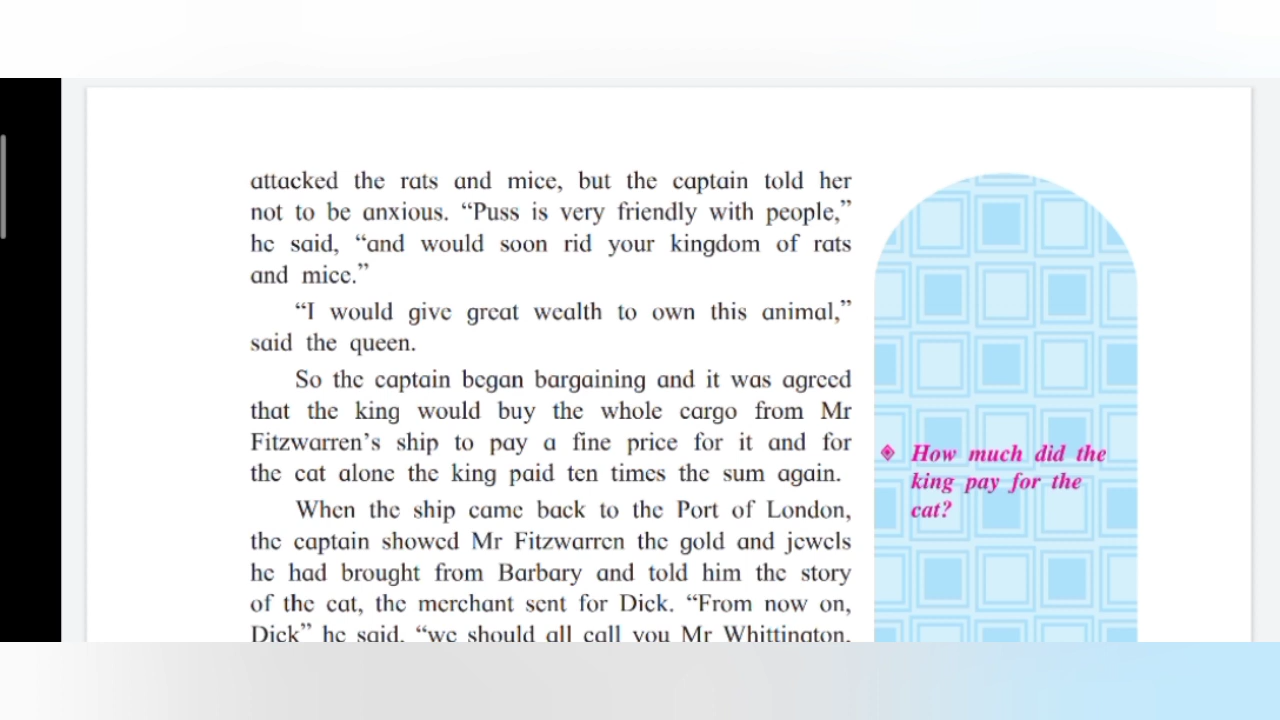 attacked the rats and mice, but the captain told her
not to be anxious. “Puss is very friendly with people,”
he said, “and would soon rid your kingdom of rats
and mice.”
“I would give great wealth to own this animal,”
said the queen.
So the captain began bargaining and it was agreed
that the king would buy the whole cargo from Mr
Fitzwarren’s ship to pay a fine price for it and for
the cat alone the king paid ten times the sum again.
When the ship came back to the Port of London,
the captain showed Mr Fitzwarren the gold and jewels
he had brought from Barbary and told him the story
of the cat, the merchant sent for Dick. “From now on,
Dick” he said, “we should all call you Mr Whittington.
How much did the
king pay for the
cat?